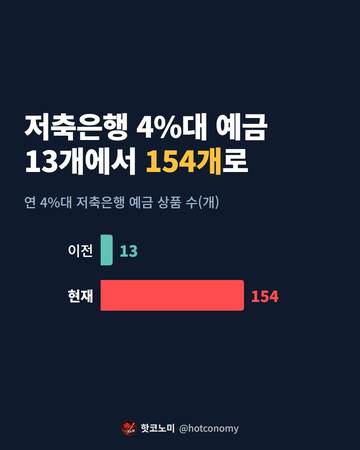 저축은행 4%대 예금
13개에서 154개로
연 4%대 저축은행 예금 상품 수(개)
이전 13
현재 154
핫코노미 @hotconomy